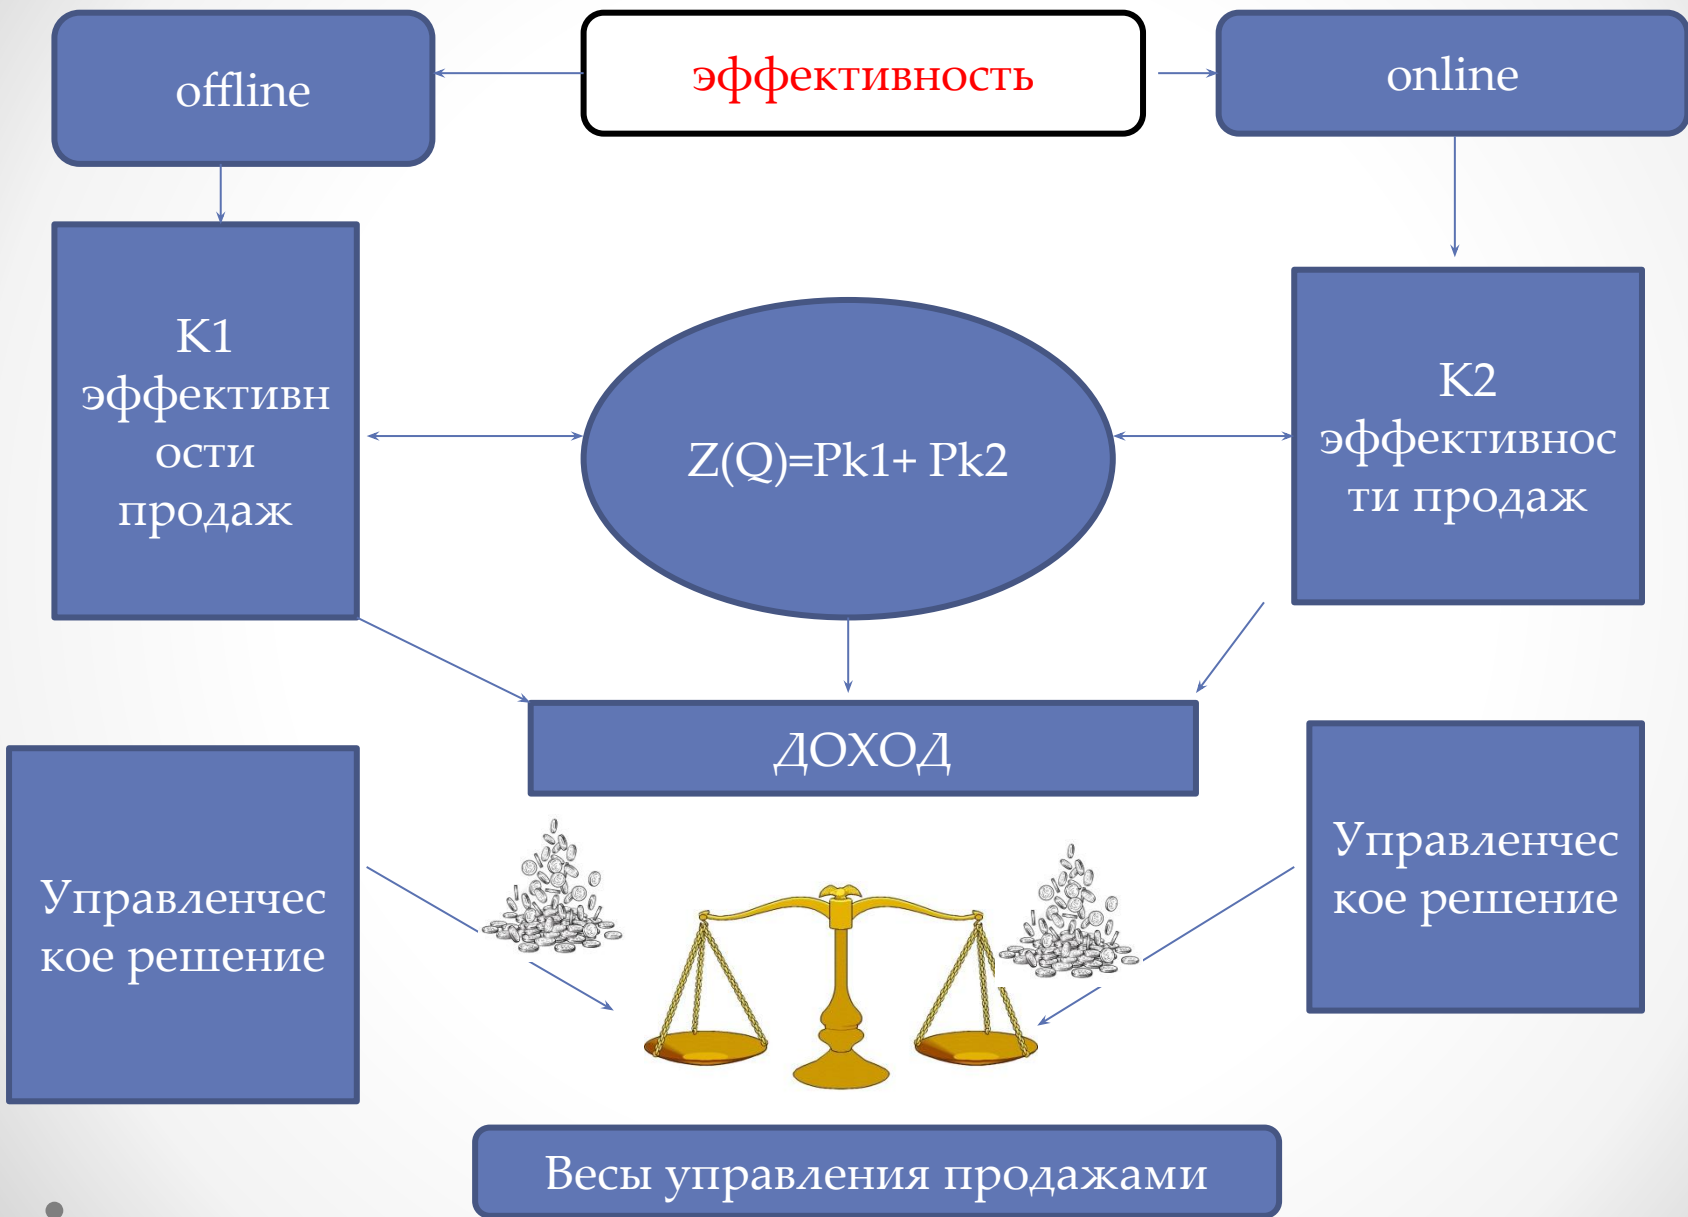 offline
эффективность
online
K1
эффективн
ости
продаж
Z(Q)=Pk1+ Pk2
K2
эффективнос
ти продаж
ДОХОД
Управленчес
кое решение
Управленчес
кое решение
Весы управления продажами